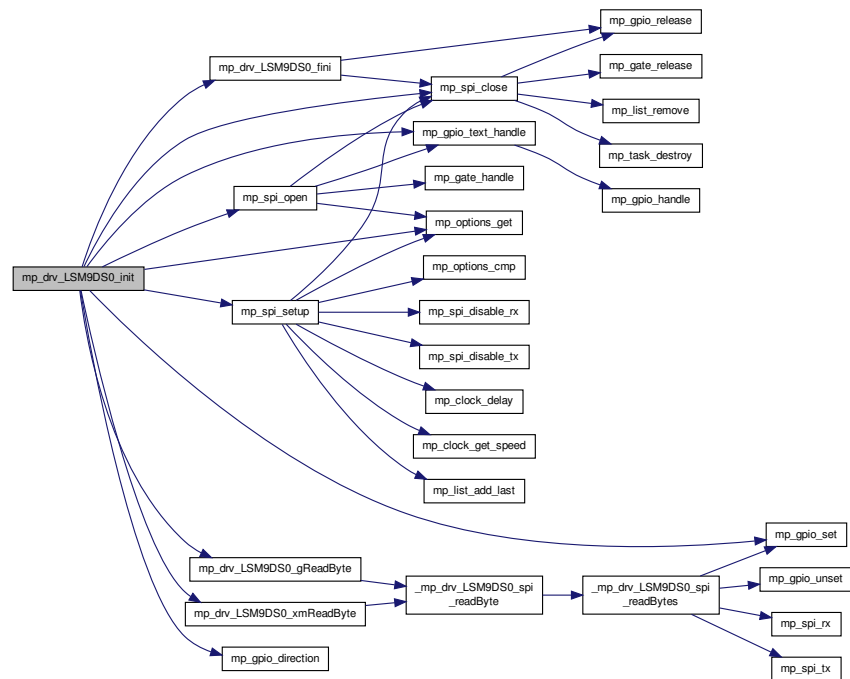 mp_gpio_release
mp_drv_LSM9DS0_fini
mp_gate_release
mp_spi_close
mp_list_remove
mp_gpio_text_handle
mp_task_destroy
mp_gate_handle
mp_spi_open
mp_gpio_handle
mp_options_get
mp_options_cmp
mp_drv_LSM9DS0_init
mp_spi_setup
mp_spi_disable_rx
mp_spi_disable_tx
mp_clock_delay
mp_clock_get_speed
mp_list_add_last
mp_gpio_set
mp_drv_LSM9DS0_gReadByte
mp_gpio_unset
_mp_drv_LSM9DS0_spi
_readByte
_mp_drv_LSM9DS0_spi
_readBytes
mp_drv_LSM9DS0_xmReadByte
mp_spi_rx
mp_gpio_direction
mp_spi_tx